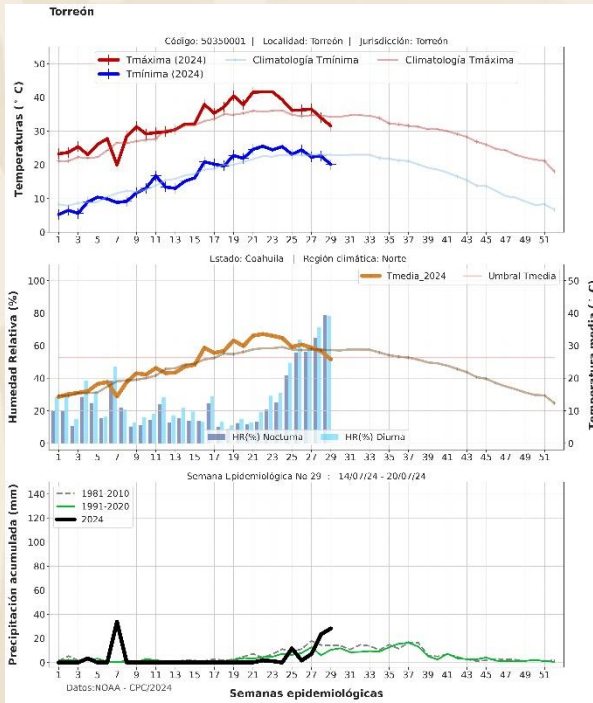 Torreón
Código: 50350001 | Localidad: Torreón | Jurisdicción: Torreón
Tmáxima (2024)
Climatología Tmínima
Climatología Tmáxima
Tmínima (2024)
Temperaturas (° C)
50
40
30
20
10
0
1 3 5 7 9 11 13 15 17 19 21 23 25 27 29 31 33 35 37 39 41 43 45 47 49 51
Estado: Coahuila | Región climática: Norte
Tmedia_2024
Umbral Tmedia
Humedad Relativa (%)
100
80
60
40
20
0
Temperatura media (° C)
50
40
30
20
10
0
HR(%) Nocturna
HR(%) Diurna
1 3 5 7 9 11 13 15 17 19 21 23 25 27 29 31 33 35 37 39 41 43 45 47 49 51
Semana Epidemiológica No 29 : 14/07/24 - 20/07/24
1981-2010
1991-2020
2024
Precipitación acumulada (mm)
140
120
100
80
60
40
20
0
1 3 5 7 9 11 13 15 17 19 21 23 25 27 29 31 33 35 37 39 41 43 45 47 49 51
Datos:NOAA - CPC/2024
Semanas epidemiológicas